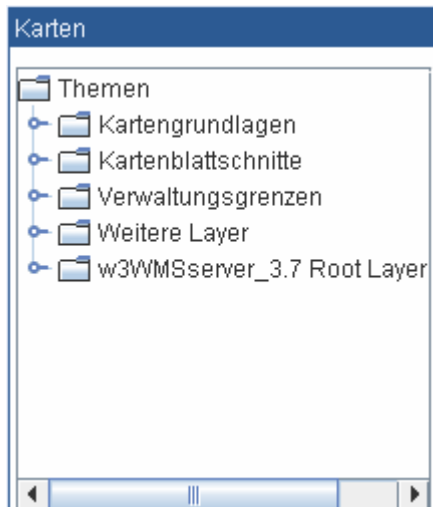 Karten
Themen
Kartengrundlagen
Kartenblattschnitte
Verwaltungsgrenzen
Weitere Layer
w3WMSserver_3.7 Root Layer